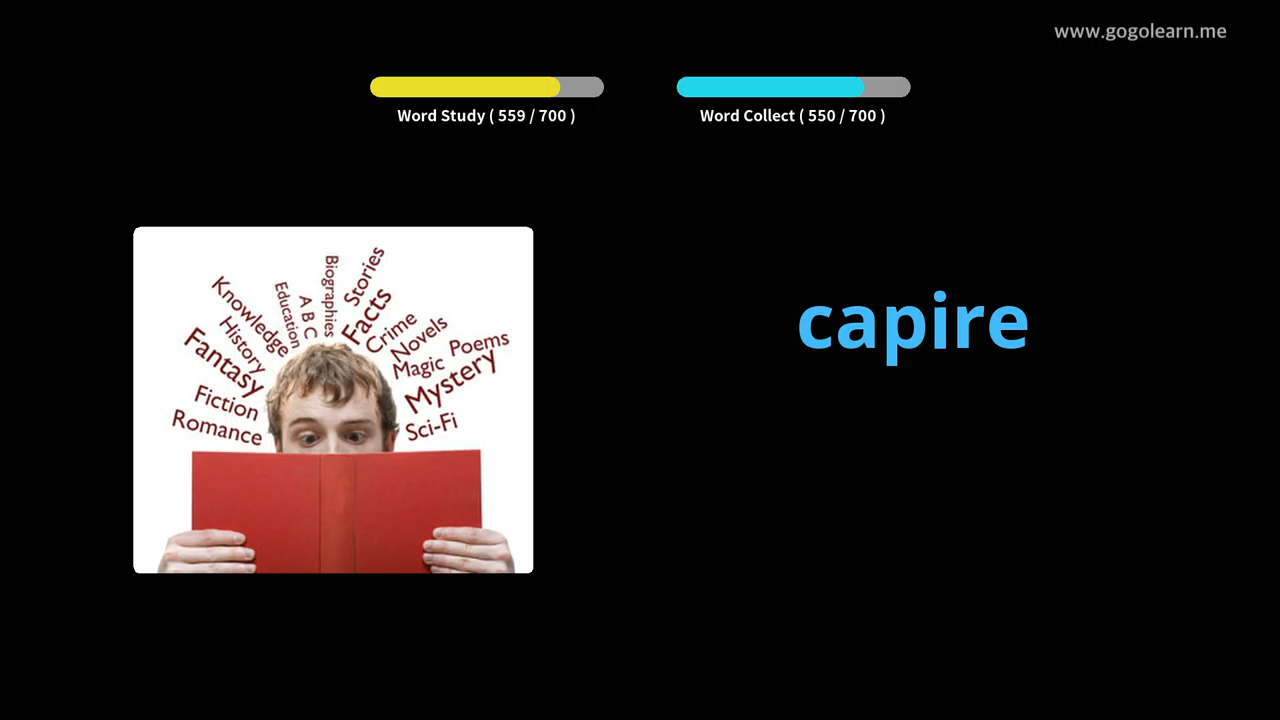 www.gogolearn.me
Word Study ( 559 / 700 )
Word Collect ( 550 / 700 )
capire
Biographies
Stories
Education
A B C
Facts
Knowledge
Crime
History
Novels
Poems
Fantasy
Magic
Mystery
Fiction
Romance
Sci-Fi